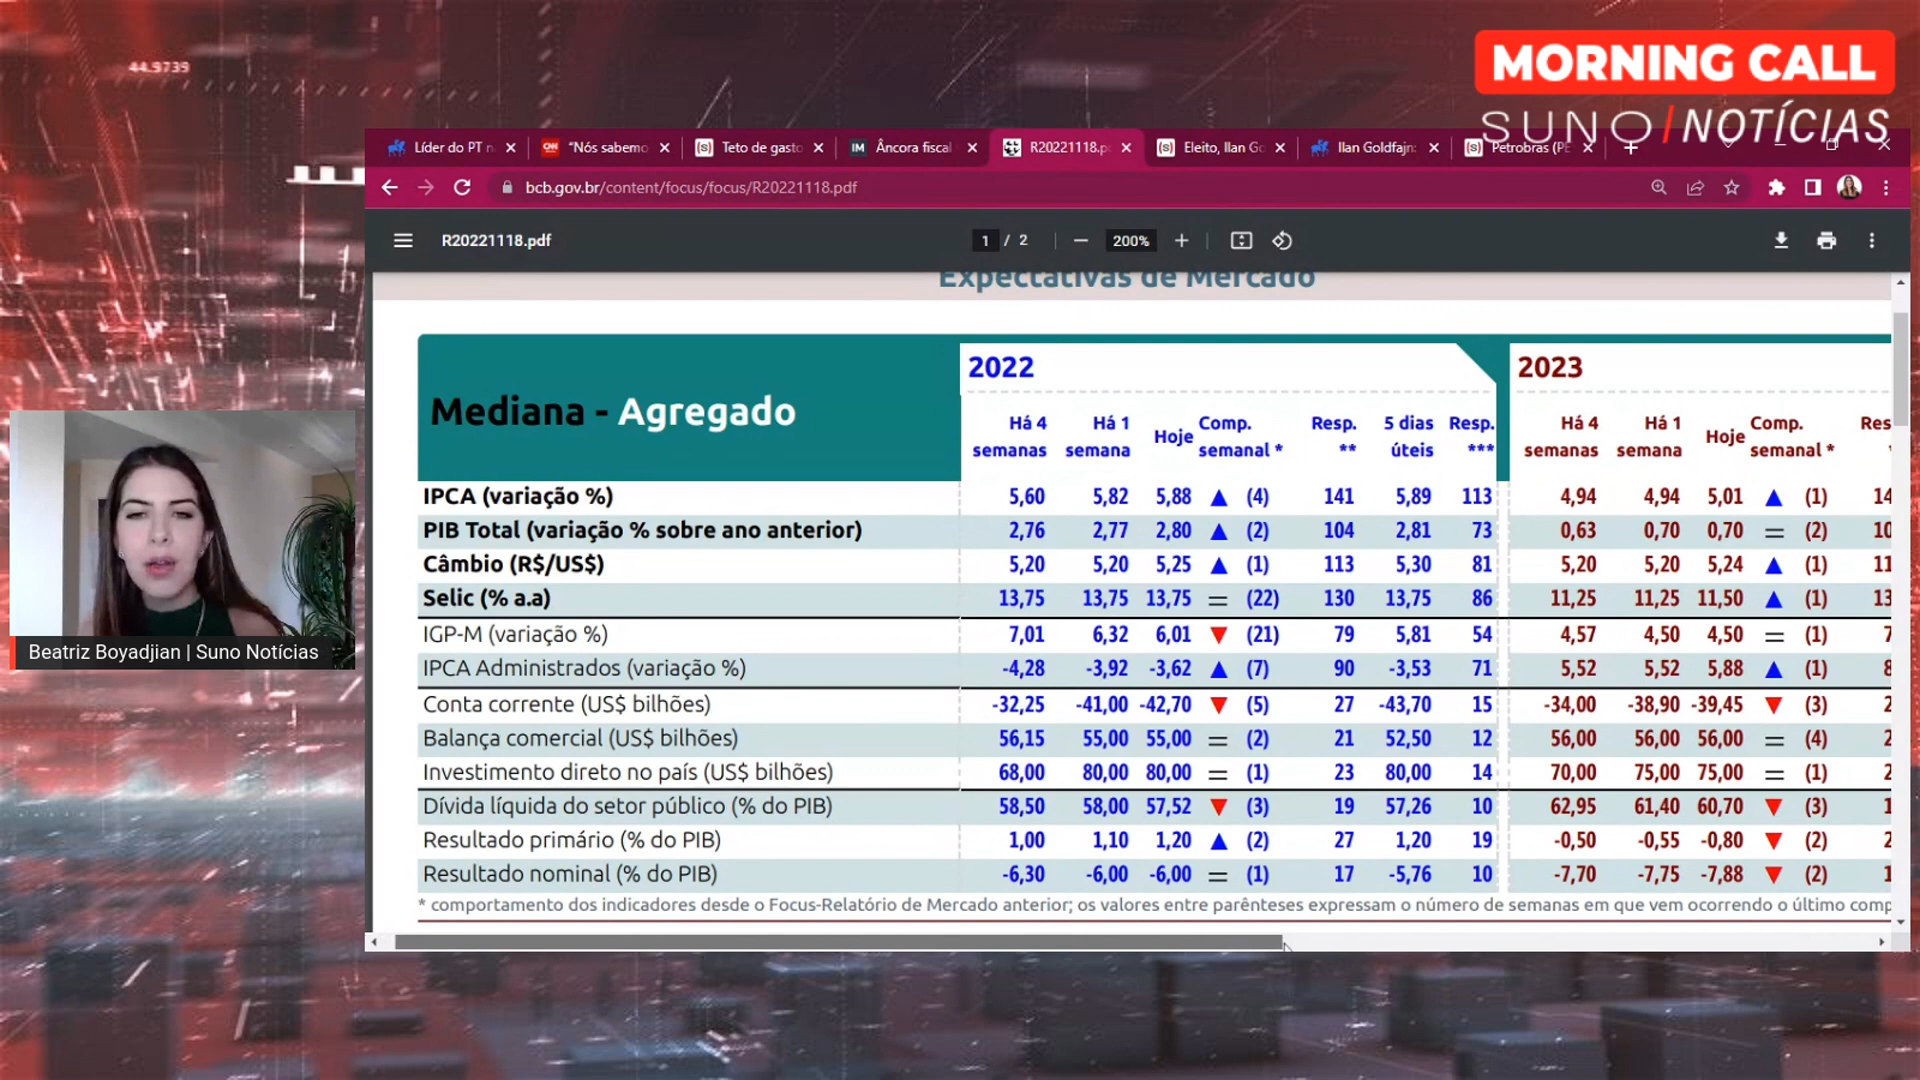 44.9739
MORNING CALL
SUNO/NOTÍCIAS
Líder do PT n
"Nós sabemo
Teto de gasto
IM Âncora fiscal
R20221118.p
Eleito, Ilan Go
Ilan Goldfajn:
Petrobras (PE
bcb.gov.br/content/focus/focus/R20221118.pdf
R20221118.pdf
1 / 2
200%
Expectativas de Mercado
Mediana - Agregado
2022
2023
Há 4 semanas Há 1 semana Hoje Comp. semanal * Resp. ** 5 dias úteis Resp. *** Há 4 semanas Há 1 semana Hoje Comp. semanal * Res
IPCA (variação %) 5,60 5,82 5,88 ▲ (4) 141 5,89 113 4,94 4,94 5,01 ▲ (1) 14
PIB Total (variação % sobre ano anterior) 2,76 2,77 2,80 ▲ (2) 104 2,81 73 0,63 0,70 0,70 = (2) 10
Câmbio (R$/US$) 5,20 5,20 5,25 ▲ (1) 113 5,30 81 5,20 5,20 5,24 ▲ (1) 11
Selic (% a.a) 13,75 13,75 13,75 = (22) 130 13,75 86 11,25 11,25 11,50 ▲ (1) 13
IGP-M (variação %) 7,01 6,32 6,01 ▼ (21) 79 5,81 54 4,57 4,50 4,50 = (1) 7
IPCA Administrados (variação %) -4,28 -3,92 -3,62 ▲ (7) 90 -3,53 71 5,52 5,52 5,88 ▲ (1) 8
Conta corrente (US$ bilhões) -32,25 -41,00 -42,70 ▼ (5) 27 -43,70 15 -34,00 -38,90 -39,45 ▼ (3) 2
Balança comercial (US$ bilhões) 56,15 55,00 55,00 = (2) 21 52,50 12 56,00 56,00 56,00 = (4) 2
Investimento direto no país (US$ bilhões) 68,00 80,00 80,00 = (1) 23 80,00 14 70,00 75,00 75,00 = (1) 2
Dívida líquida do setor público (% do PIB) 58,50 58,00 57,52 ▼ (3) 19 57,26 10 62,95 61,40 60,70 ▼ (3) 1
Resultado primário (% do PIB) 1,00 1,10 1,20 ▲ (2) 27 1,20 19 -0,50 -0,55 -0,80 ▼ (2) 2
Resultado nominal (% do PIB) -6,30 -6,00 -6,00 = (1) 17 -5,76 10 -7,70 -7,75 -7,88 ▼ (2) 1
* comportamento dos indicadores desde o Focus-Relatório de Mercado anterior; os valores entre parênteses expressam o número de semanas em que vem ocorrendo o último comp
Beatriz Boyadjian | Suno Notícias